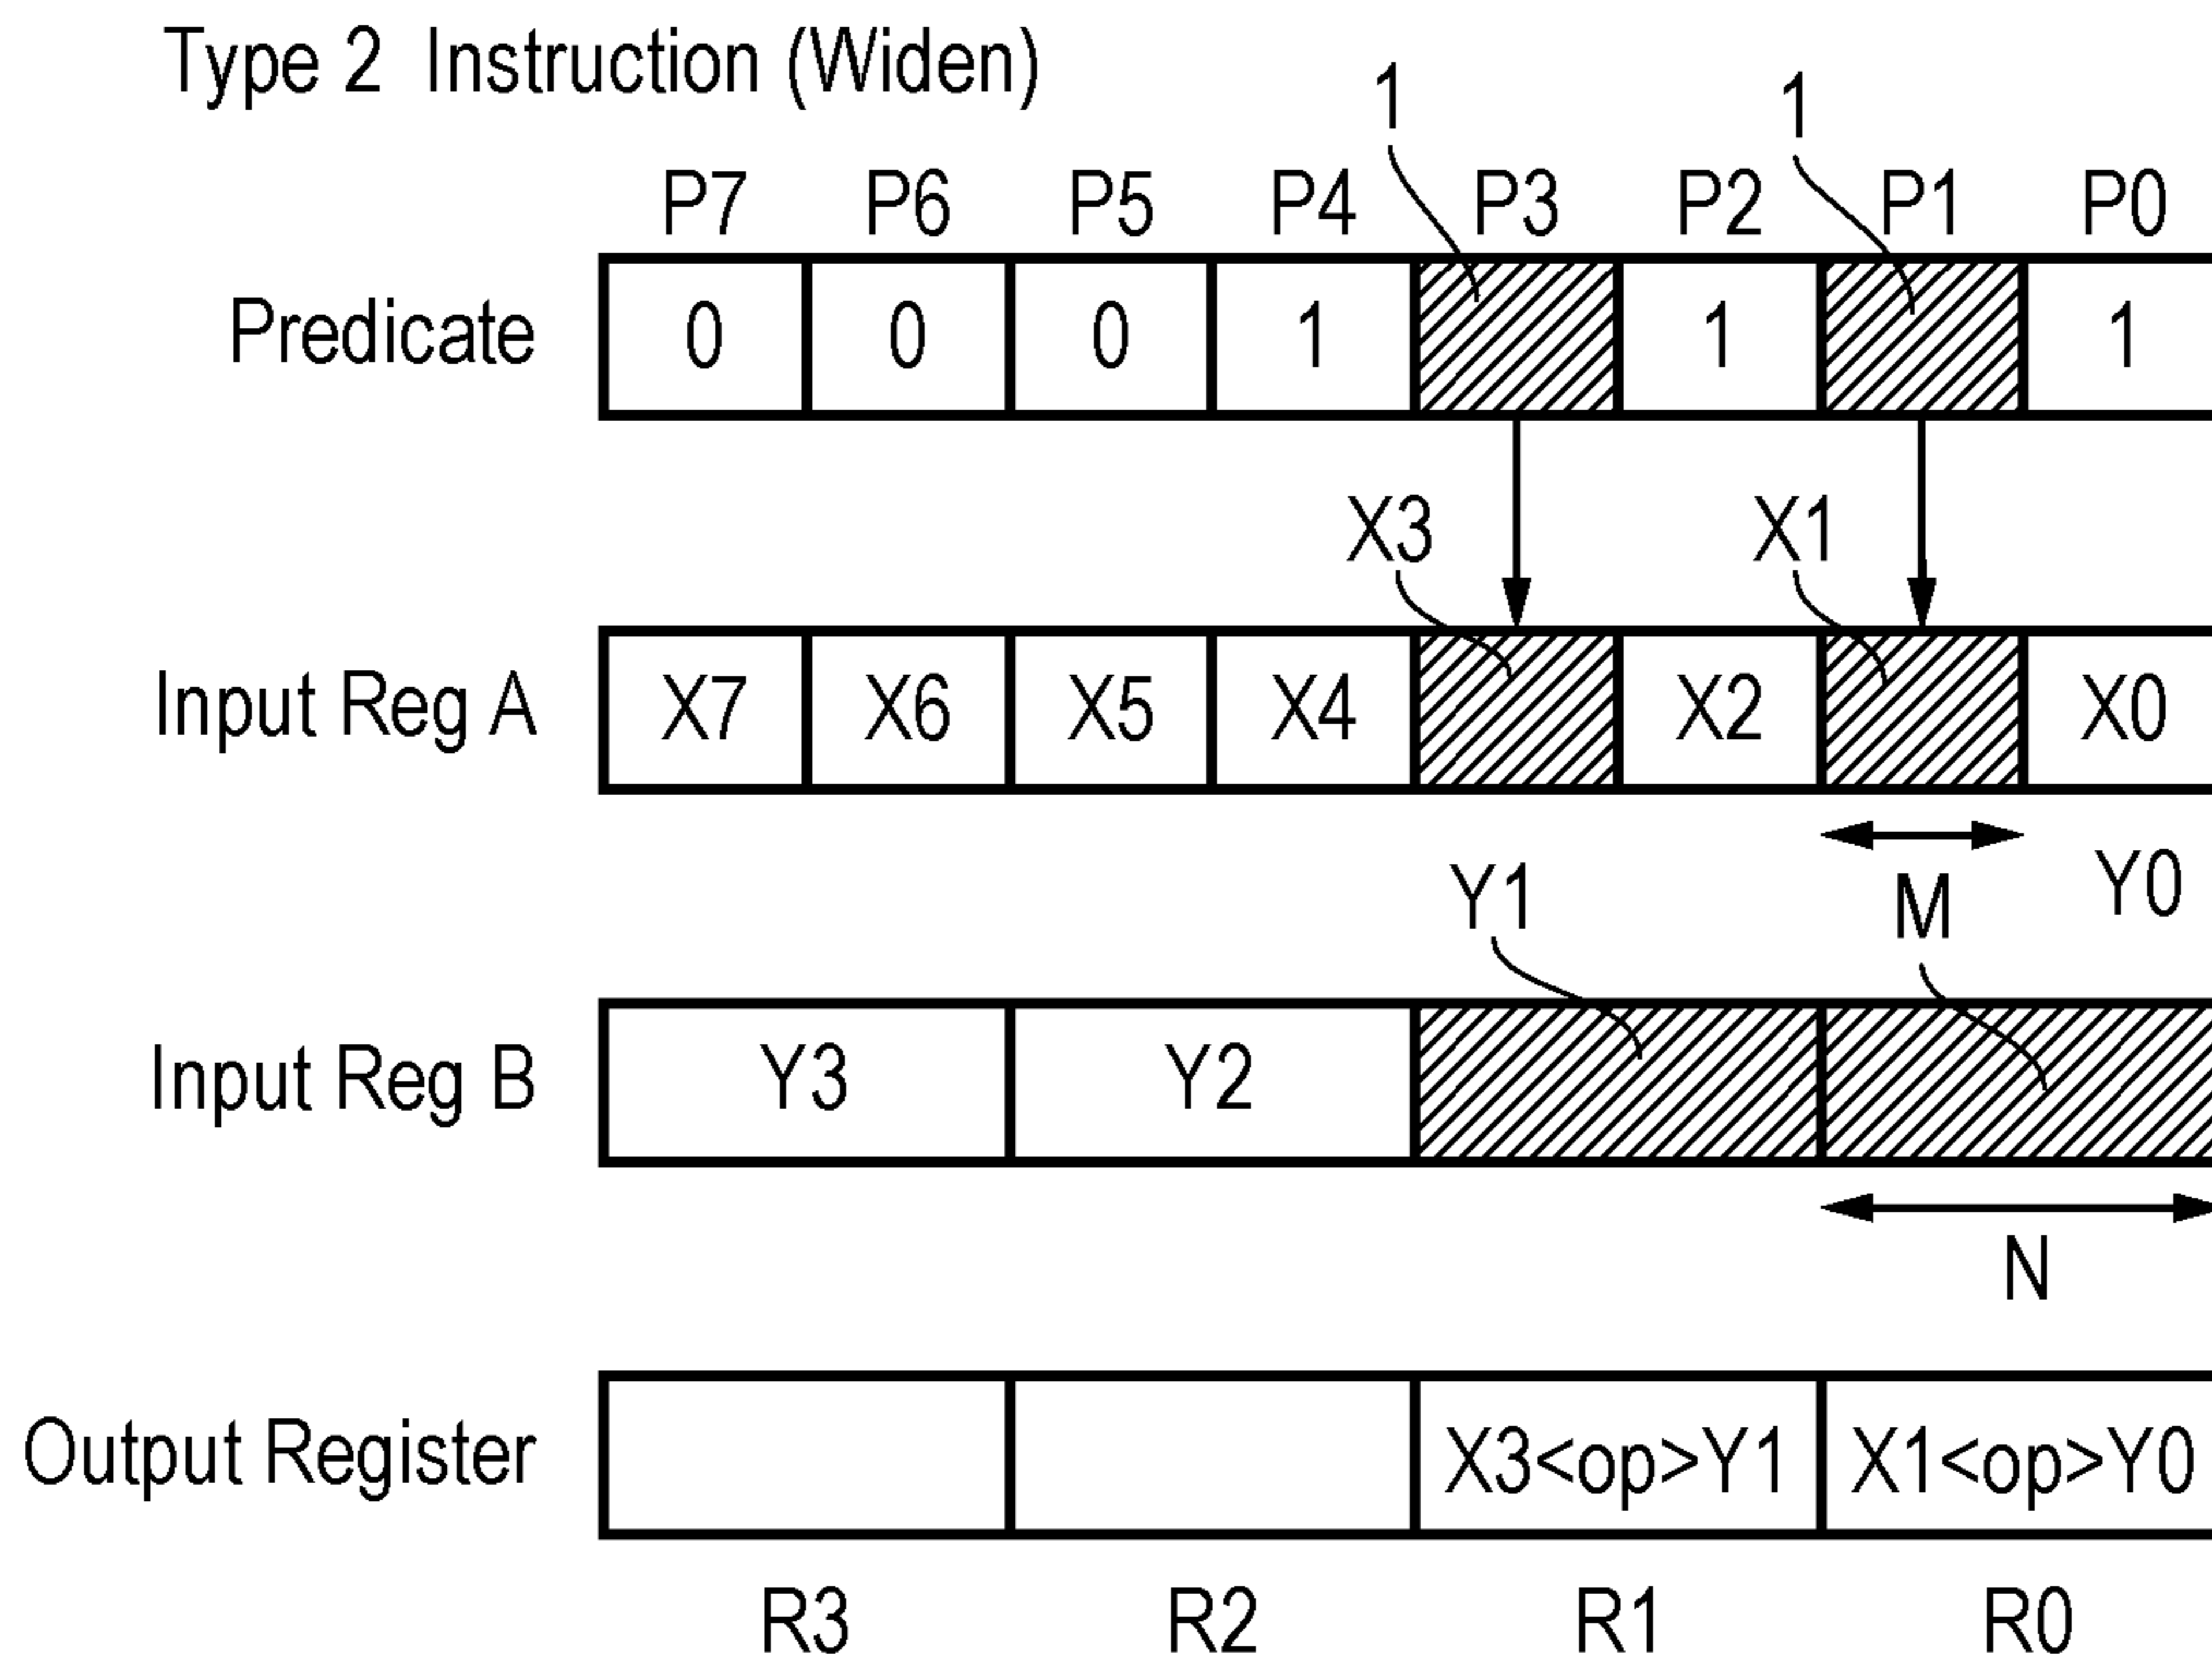 Type 2 Instruction (Widen)
1 1
P7 P6 P5 P4 P3 P2 P1 P0
Predicate 0 0 0 1 1 1
X3 X1
Input Reg A X7 X6 X5 X4 X2 X0
Y1 M Y0
Input Reg B Y3 Y2
N
Output Register X3<op>Y1 X1<op>Y0
R3 R2 R1 R0